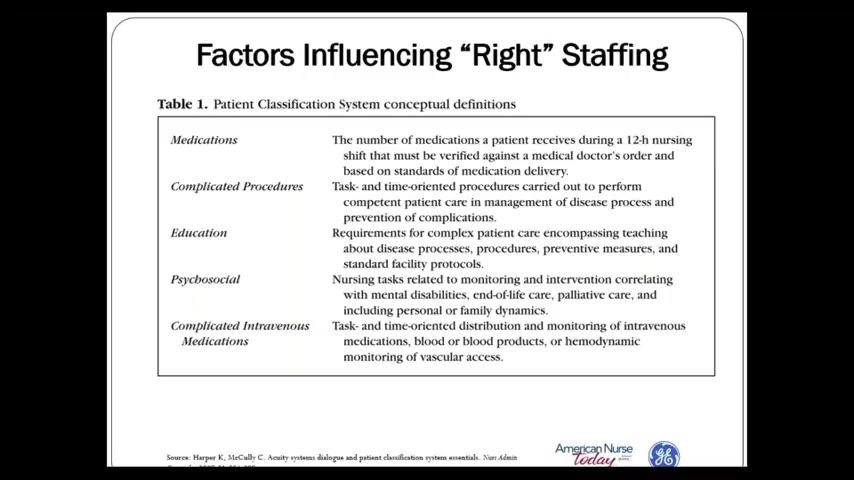 Factors Influencing “Right” Staffing
Table 1. Patient Classification System conceptual definitions
Medications The number of medications a patient receives during a 12-h nursing
shift that must be verified against a medical doctor’s order and
based on standards of medication delivery.
Complicated Procedures Task- and time-oriented procedures carried out to perform
competent patient care in management of disease process and
prevention of complications.
Education Requirements for complex patient care encompassing teaching
about disease processes, procedures, preventive measures, and
standard facility protocols.
Psychosocial Nursing tasks related to monitoring and intervention correlating
with mental disabilities, end-of-life care, palliative care, and
including personal or family dynamics.
Complicated Intravenous Task- and time-oriented distribution and monitoring of intravenous
Medications medications, blood or blood products, or hemodynamic
monitoring of vascular access.
Source: Harper K, McCully C. Acuity systems dialogue and patient classification system essentials. Nurs Admin
American Nurse
Today
GE